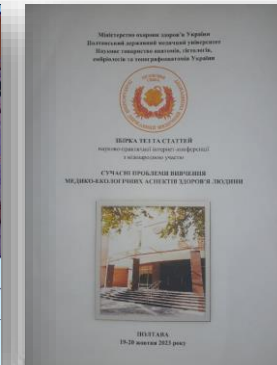 Міністерство охорони здоров'я України
Полтавський державний медичний університет
Наукове товариство анатомів, гістологів,
ембріологів та топографоанатомів України
ЗБІРКА ТЕЗ ТА СТАТТЕЙ
науково-практичної інтернет-конференції
з міжнародною участю
СУЧАСНІ ПРОБЛЕМИ ВИВЧЕННЯ
МЕДИКО-ЕКОЛОГІЧНИХ АСПЕКТІВ ЗДОРОВ'Я ЛЮДИНИ
ПОЛТАВА
19-20 жовтня 2023 року